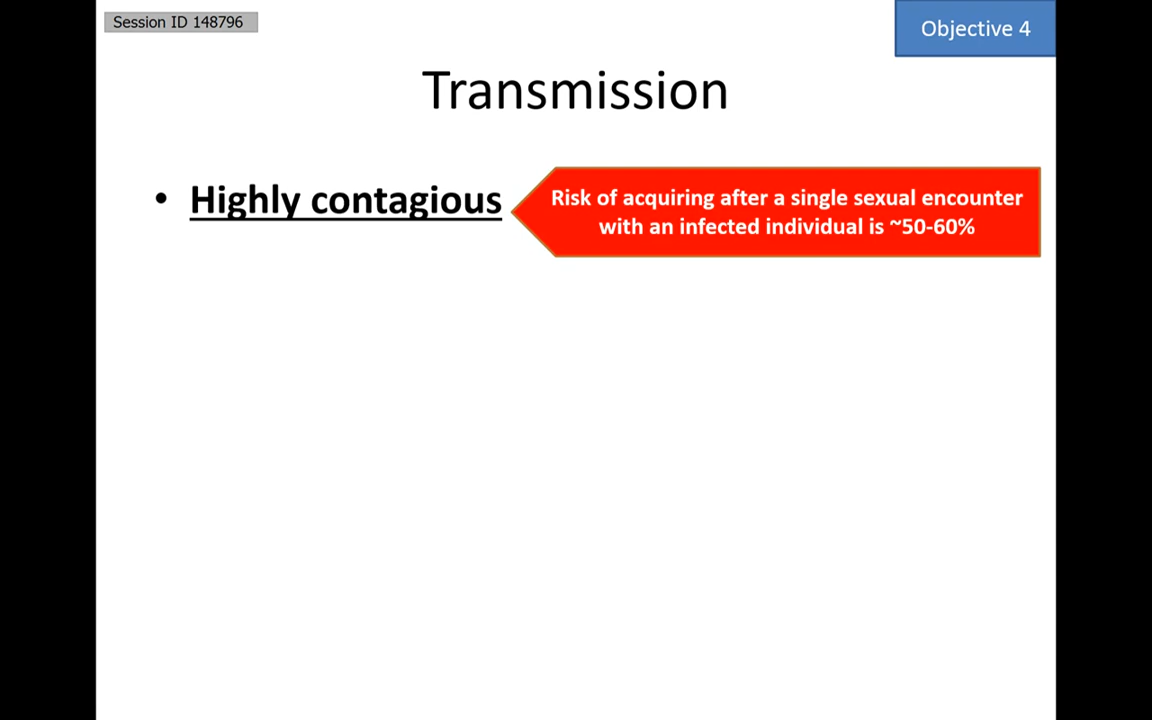 Session ID 148796
Objective 4
Transmission
• Highly contagious
Risk of acquiring after a single sexual encounter
with an infected individual is ~50-60%